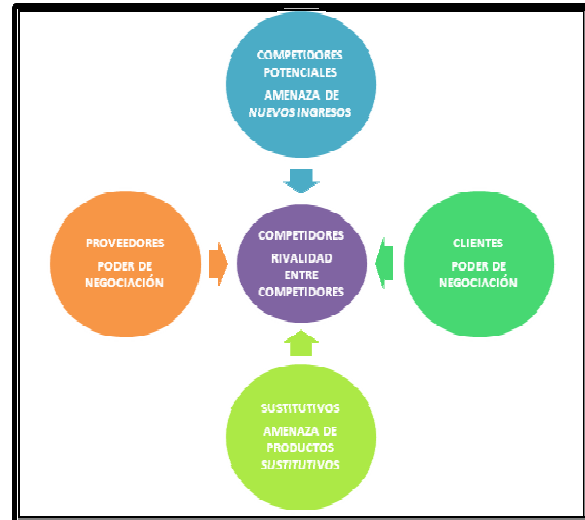 COMPETIDORES
POTENCIALES
AMENAZA DE
NUEVOS INGRESOS
PROVEEDORES
PODER DE
NEGOCIACIÓN
COMPETIDORES
RIVALIDAD
ENTRE
COMPETIDORES
CLIENTES
PODER DE
NEGOCIACIÓN
SUSTITUTIVOS
AMENAZA DE
PRODUCTOS
SUSTITUTIVOS